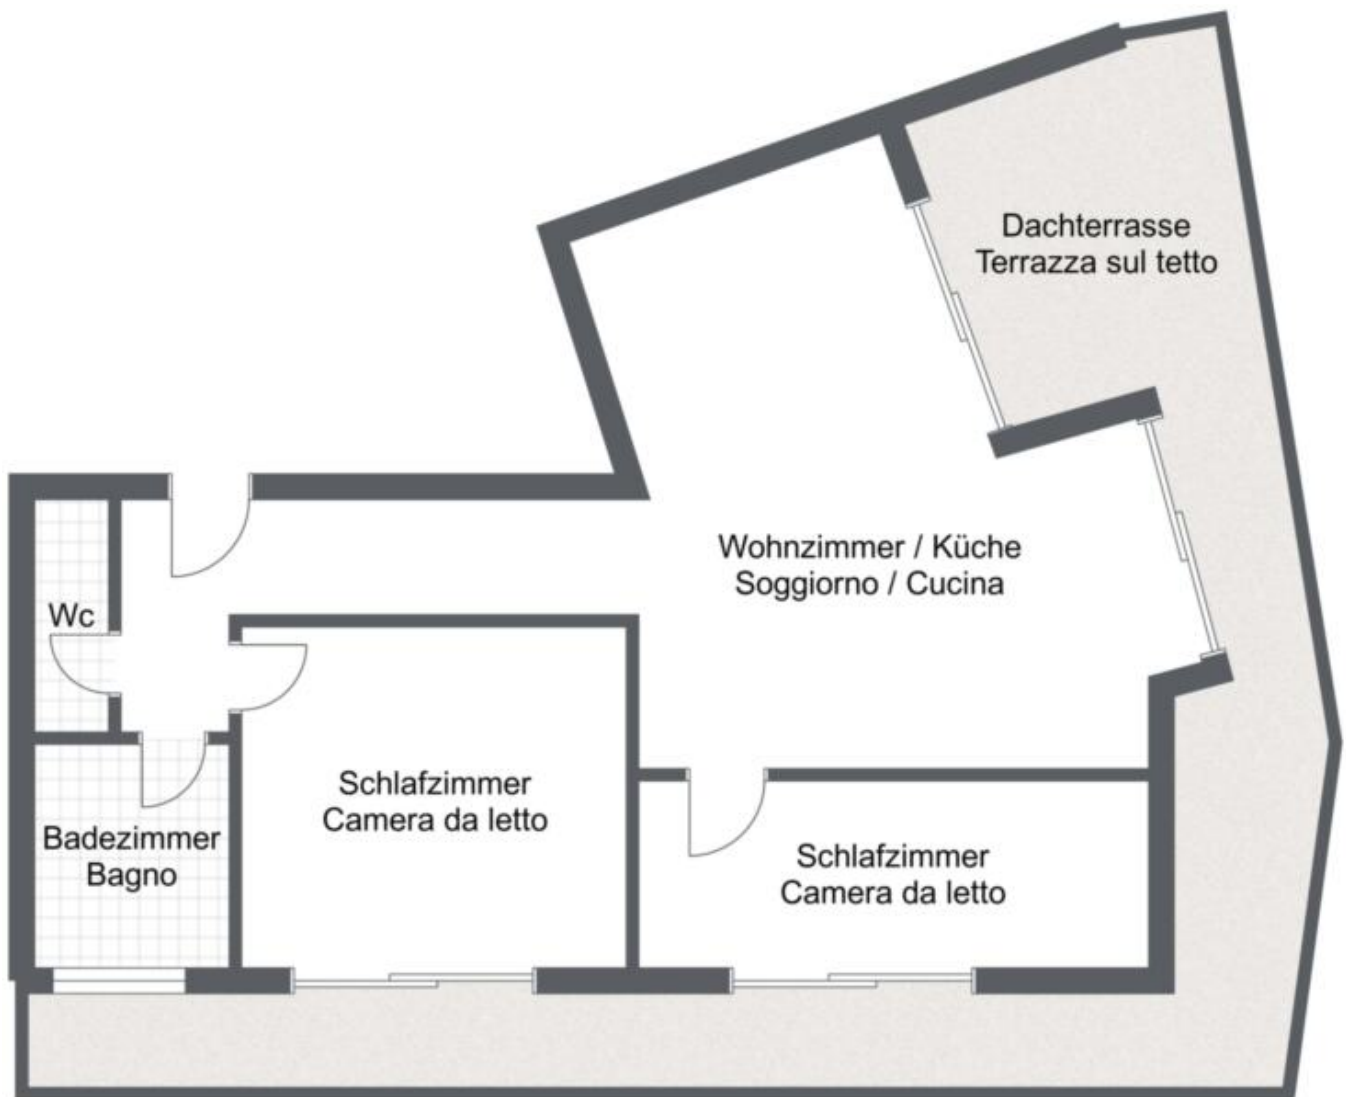 Dachterrasse
Terrazza sul tetto
Wohnzimmer / Küche
Soggiorno / Cucina
Wc
Schlafzimmer
Camera da letto
Badezimmer
Bagno
Schlafzimmer
Camera da letto